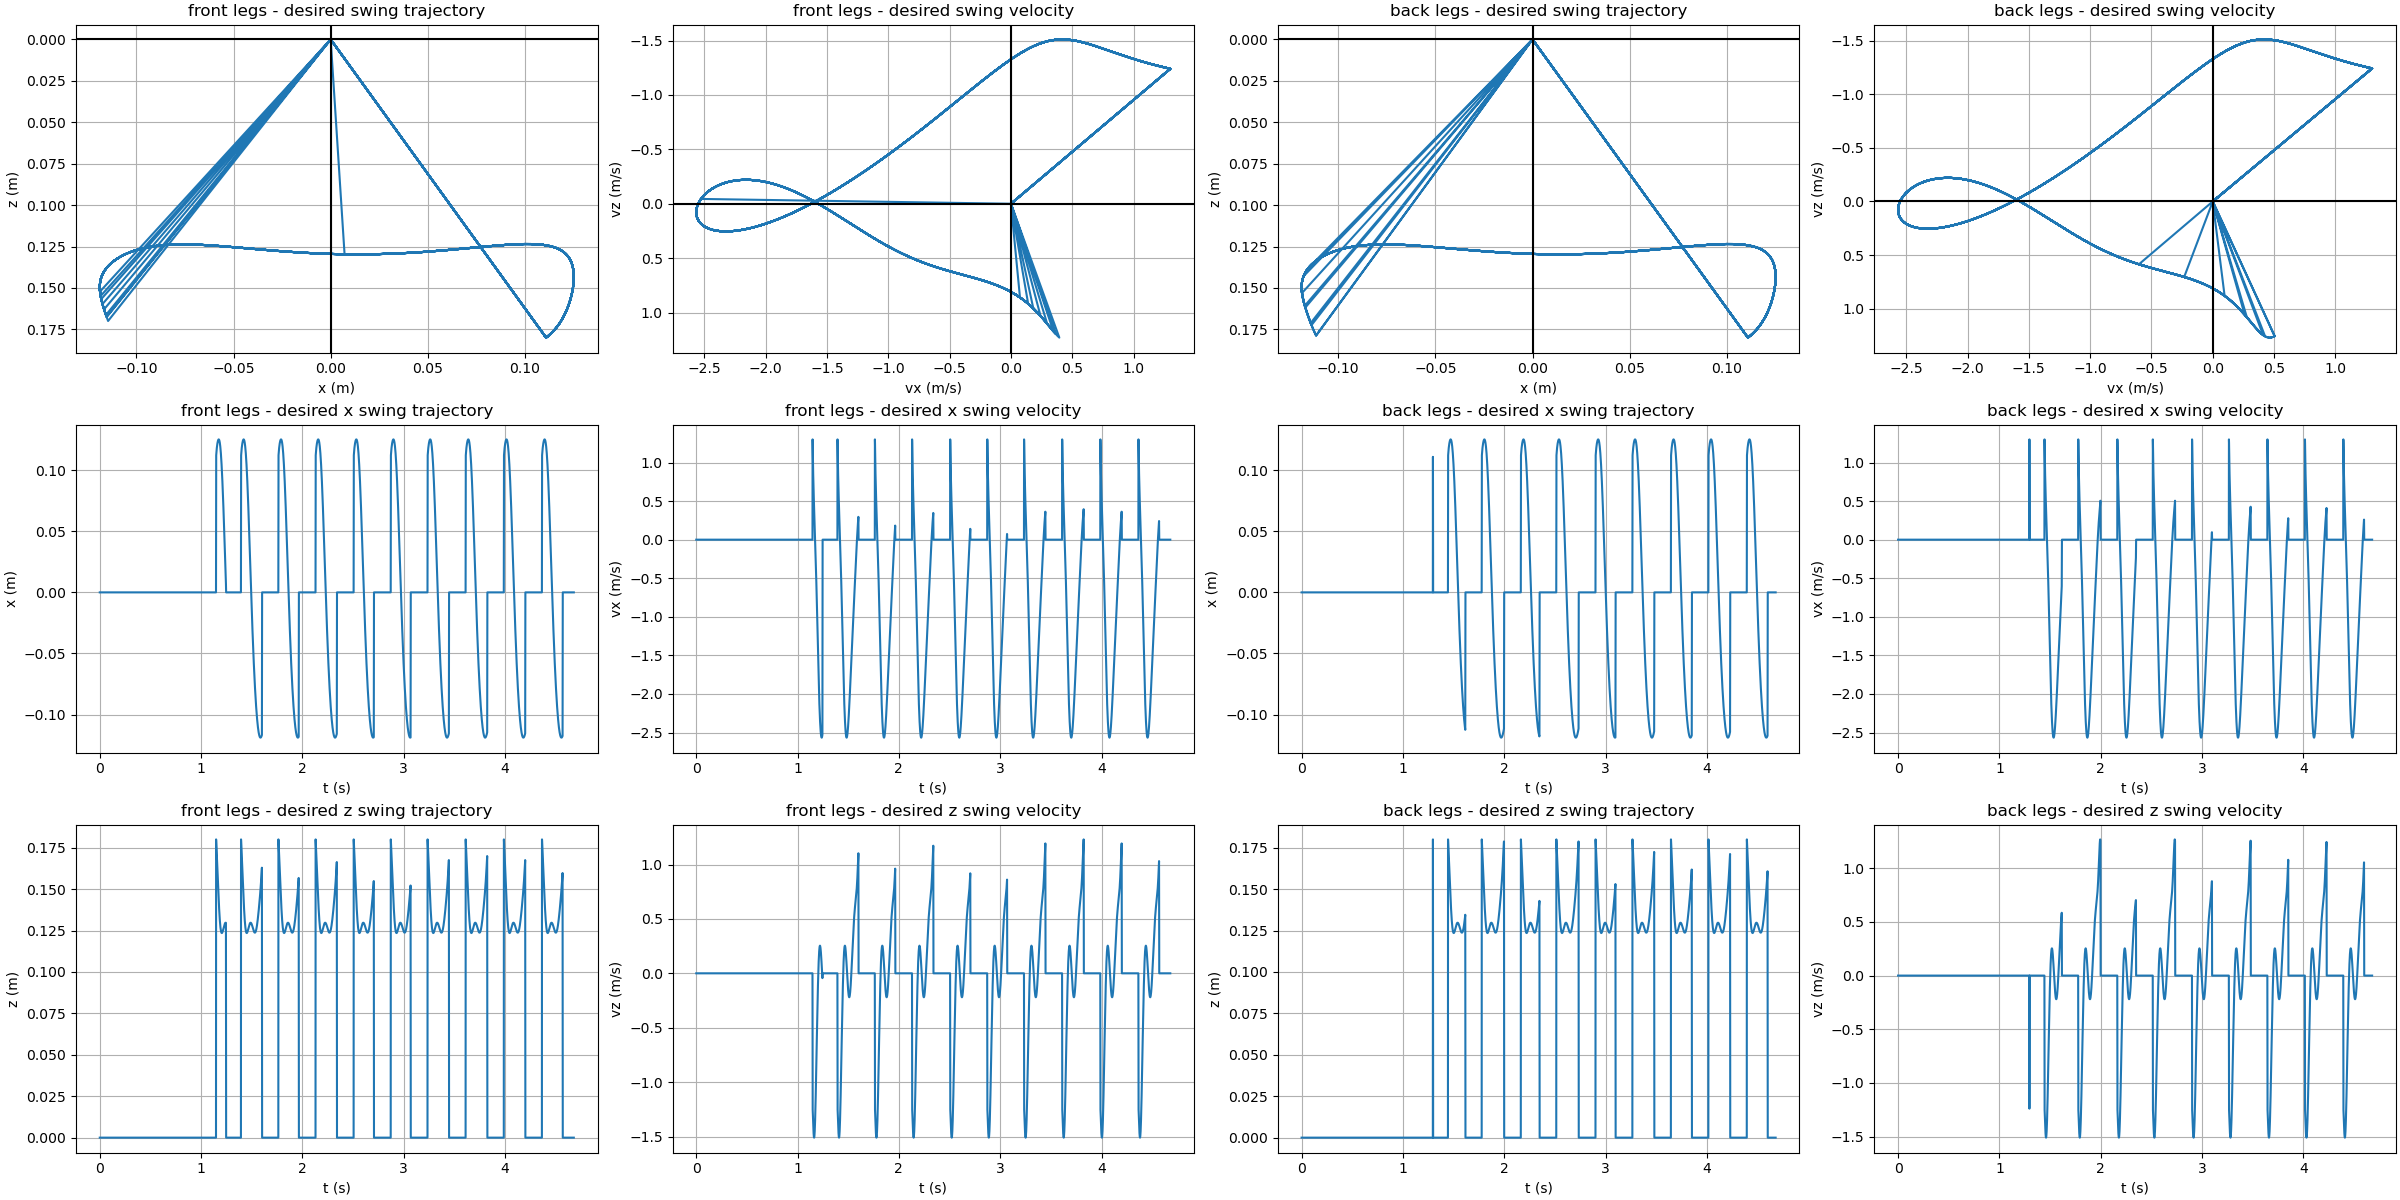 front legs - desired swing trajectory
0.000
0.025
0.050
0.075
0.100
0.125
0.150
0.175
z (m)
−0.10 −0.05 0.00 0.05 0.10
x (m)
front legs - desired swing velocity
−1.5
−1.0
−0.5
0.0
0.5
1.0
vz (m/s)
−2.5 −2.0 −1.5 −1.0 −0.5 0.0 0.5 1.0
vx (m/s)
back legs - desired swing trajectory
0.000
0.025
0.050
0.075
0.100
0.125
0.150
0.175
z (m)
−0.10 −0.05 0.00 0.05 0.10
x (m)
back legs - desired swing velocity
−1.5
−1.0
−0.5
0.0
0.5
1.0
vz (m/s)
−2.5 −2.0 −1.5 −1.0 −0.5 0.0 0.5 1.0
vx (m/s)
front legs - desired x swing trajectory
0.10
0.05
0.00
−0.05
−0.10
x (m)
0 1 2 3 4
t (s)
front legs - desired x swing velocity
1.0
0.5
0.0
−0.5
−1.0
−1.5
−2.0
−2.5
vx (m/s)
0 1 2 3 4
t (s)
back legs - desired x swing trajectory
0.10
0.05
0.00
−0.05
−0.10
x (m)
0 1 2 3 4
t (s)
back legs - desired x swing velocity
1.0
0.5
0.0
−0.5
−1.0
−1.5
−2.0
−2.5
vx (m/s)
0 1 2 3 4
t (s)
front legs - desired z swing trajectory
0.175
0.150
0.125
0.100
0.075
0.050
0.025
0.000
z (m)
0 1 2 3 4
t (s)
front legs - desired z swing velocity
1.0
0.5
0.0
−0.5
−1.0
−1.5
vz (m/s)
0 1 2 3 4
t (s)
back legs - desired z swing trajectory
0.175
0.150
0.125
0.100
0.075
0.050
0.025
0.000
z (m)
0 1 2 3 4
t (s)
back legs - desired z swing velocity
1.0
0.5
0.0
−0.5
−1.0
−1.5
vz (m/s)
0 1 2 3 4
t (s)